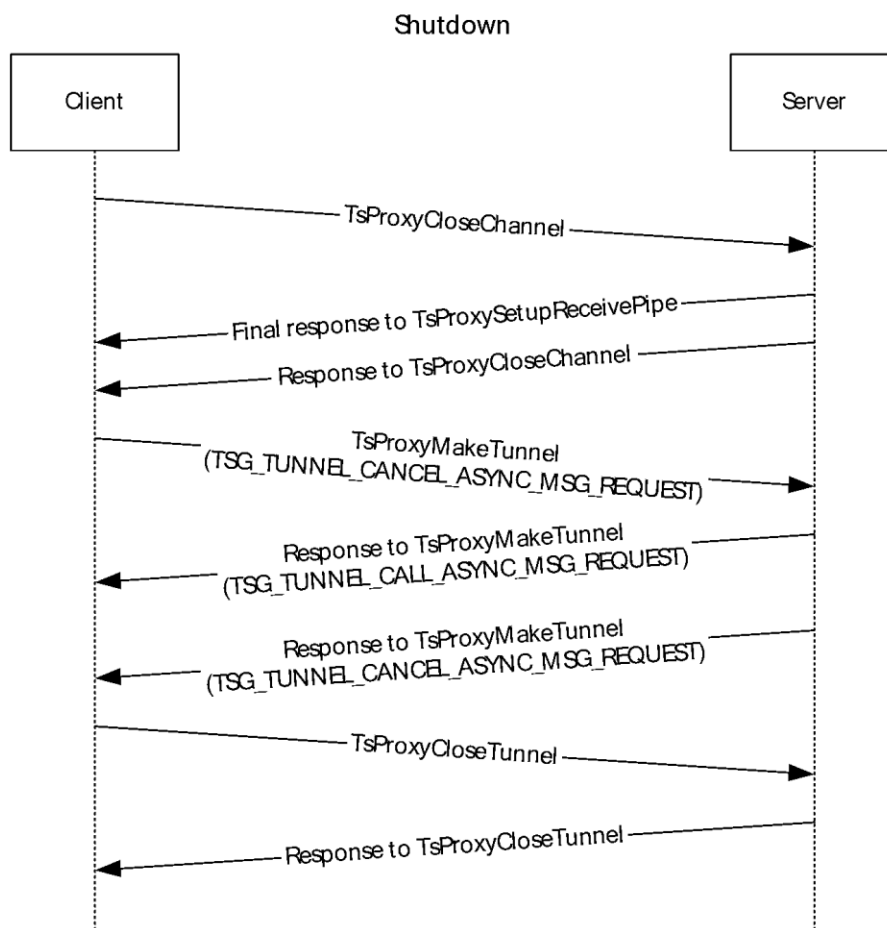 Shutdown
Client
Server
TsProxyCloseChannel
Final response to TsProxySetupReceivePipe
Response to TsProxyCloseChannel
TsProxyMakeTunnel
(TSG_TUNNEL_CANCEL_ASYNC_MSG_REQUEST)
Response to TsProxyMakeTunnel
(TSG_TUNNEL_CALL_ASYNC_MSG_REQUEST)
Response to TsProxyMakeTunnel
(TSG_TUNNEL_CANCEL_ASYNC_MSG_REQUEST)
TsProxyCloseTunnel
Response to TsProxyCloseTunnel